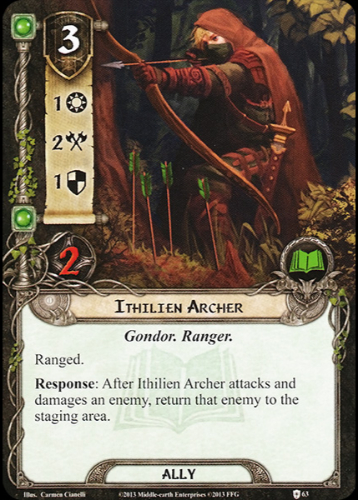 3
1
2
1
2
ITHILIEN ARCHER
Gondor. Ranger.
Ranged.
Response: After Ithilien Archer attacks and
damages an enemy, return that enemy to the
staging area.
ALLY
Illus. Carmen Cianelli ©2013 Middle-earth Enterprises ©2013 FFG 63